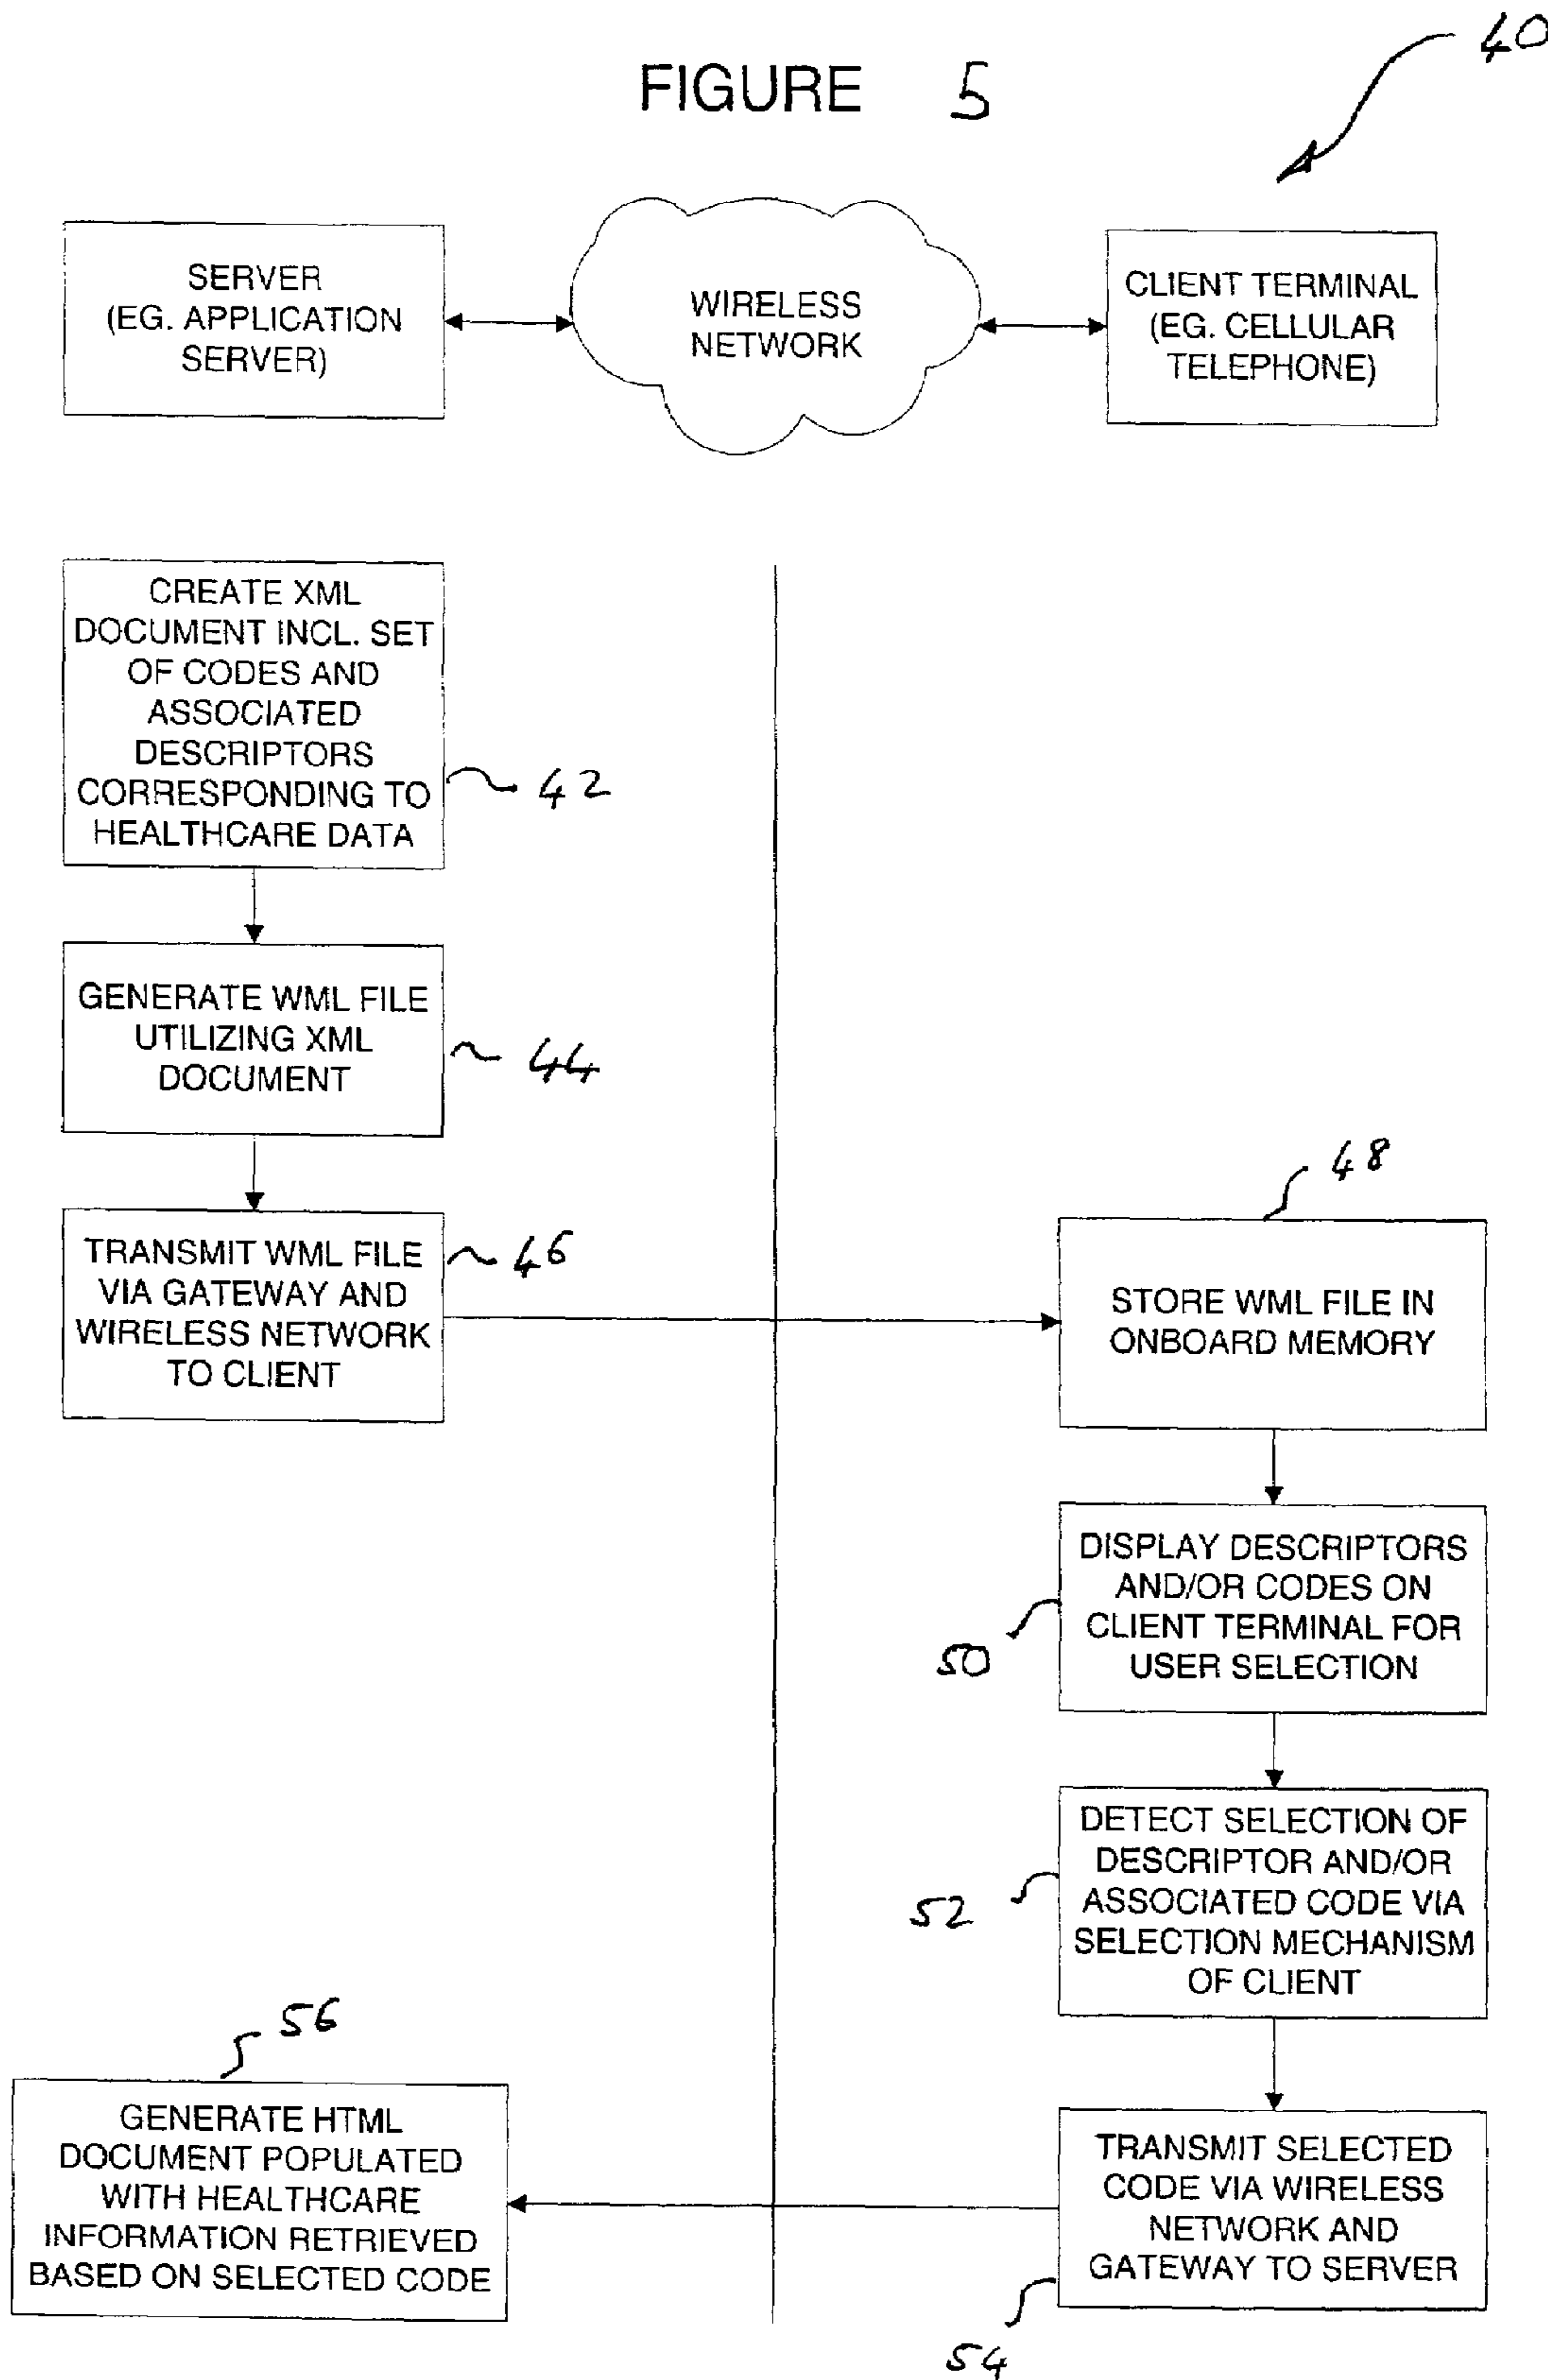 FIGURE 5
40
SERVER
(EG. APPLICATION
SERVER)
WIRELESS
NETWORK
CLIENT TERMINAL
(EG. CELLULAR
TELEPHONE)
CREATE XML
DOCUMENT INCL. SET
OF CODES AND
ASSOCIATED
DESCRIPTORS
CORRESPONDING TO
HEALTHCARE DATA
42
GENERATE WML FILE
UTILIZING XML
DOCUMENT
44
TRANSMIT WML FILE
VIA GATEWAY AND
WIRELESS NETWORK
TO CLIENT
46
48
STORE WML FILE IN
ONBOARD MEMORY
DISPLAY DESCRIPTORS
AND/OR CODES ON
CLIENT TERMINAL FOR
USER SELECTION
50
DETECT SELECTION OF
DESCRIPTOR AND/OR
ASSOCIATED CODE VIA
SELECTION MECHANISM
OF CLIENT
52
TRANSMIT SELECTED
CODE VIA WIRELESS
NETWORK AND
GATEWAY TO SERVER
54
56
GENERATE HTML
DOCUMENT POPULATED
WITH HEALTHCARE
INFORMATION RETRIEVED
BASED ON SELECTED CODE